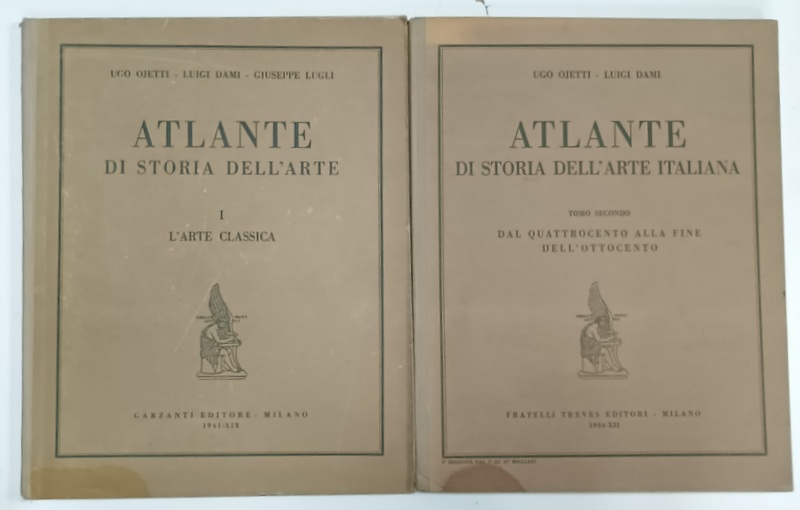 UGO OJETTI - LUIGI DAMI - GIUSEPPE LUGLI
ATLANTE
DI STORIA DELL'ARTE
I
L'ARTE CLASSICA
GARZANTI EDITORE - MILANO
1941-XIX
UGO OJETTI - LUIGI DAMI
ATLANTE
DI STORIA DELL'ARTE ITALIANA
TOMO SECONDO
DAL QUATTROCENTO ALLA FINE
DELL'OTTOCENTO
FRATELLI TREVES EDITORI - MILANO
1934-XII